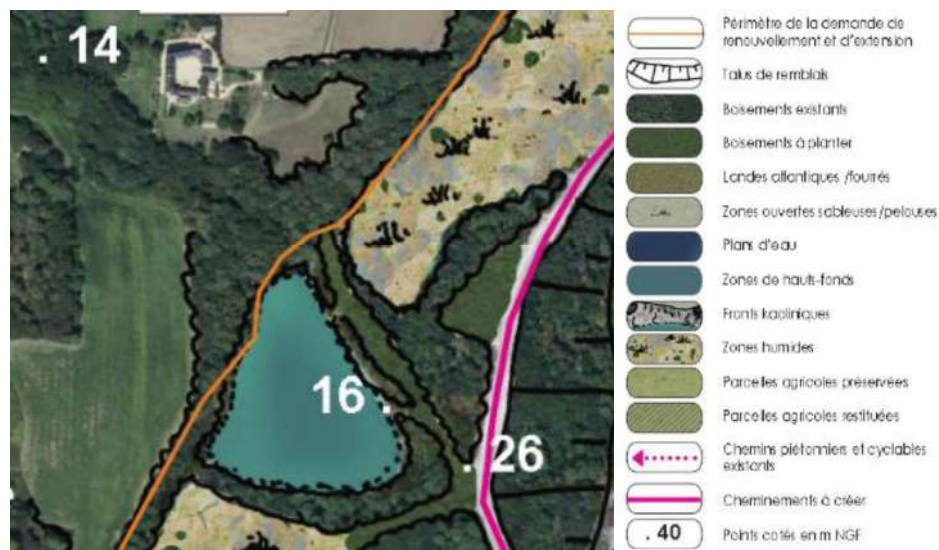 . 14
16 .
. 26
Périmètre de la demande de
renouvellement et d'extension
Talus de remblais
Boisements existants
Boisements à planter
Landes atlantiques /fourrés
Zones ouvertes sableuses/pelouses
Plans d'eau
Zones de hauts-fonds
Fronts kaoliniques
Zones humides
Parcelles agricoles préservées
Parcelles agricoles restituées
Chemins piétonniers et cyclables
existants
Cheminements à créer
. 40
Points cotés en m NGF